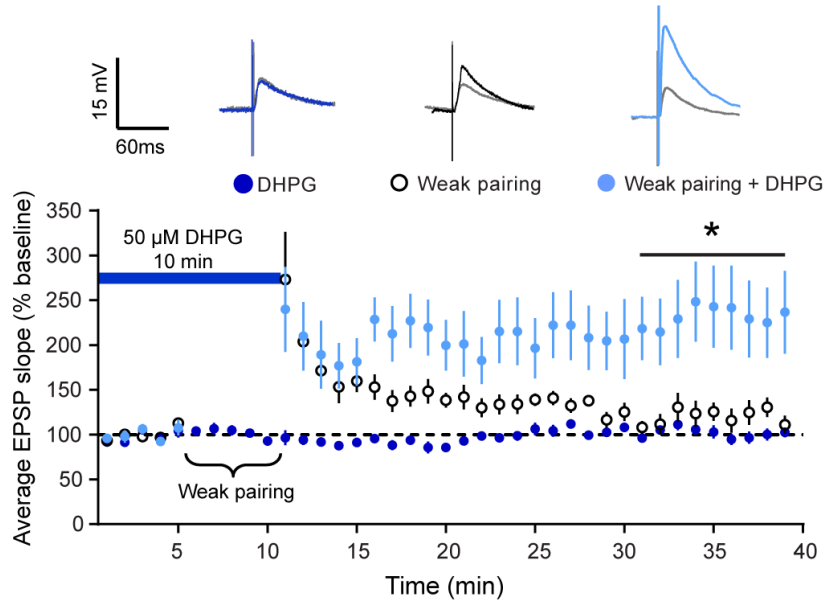 15 mV
60ms
DHPG
Weak pairing
Weak pairing + DHPG
Average EPSP slope (% baseline)
350
300
250
200
150
100
50
0
50 µM DHPG
10 min
*
Weak pairing
5
10
15
20
25
30
35
40
Time (min)